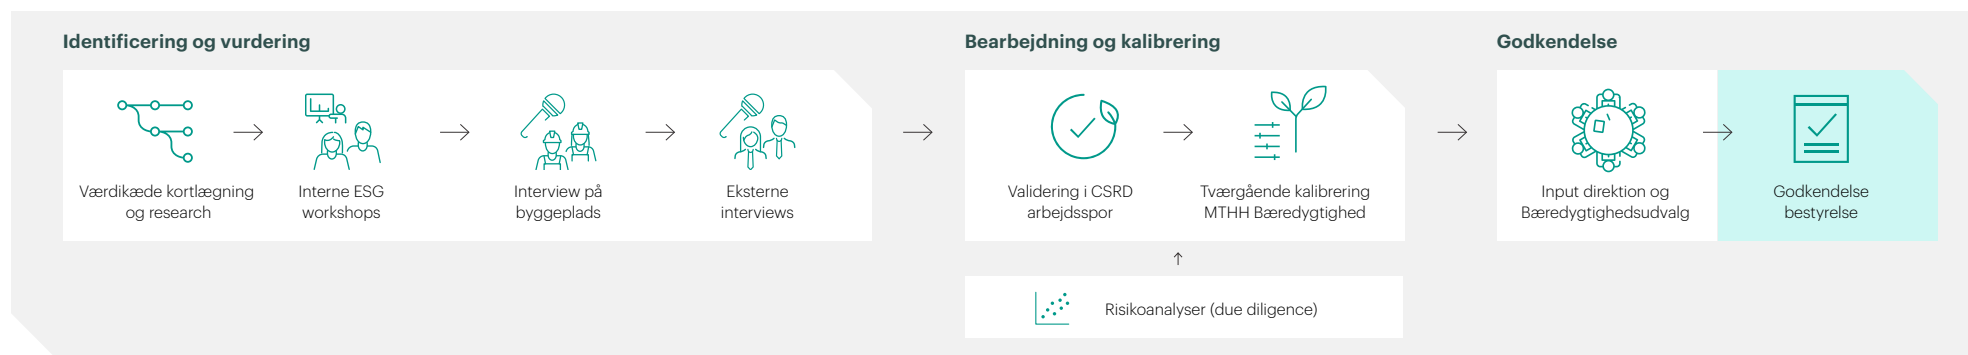 Identificering og vurdering
Værdikæde kortlægning
og research
Interne ESG
workshops
Interview på
byggeplads
Eksterne
interviews
Bearbejdning og kalibrering
Validering i CSRD
arbejdsspor
Tværgående kalibrering
MTHH Bæredygtighed
Risikoanalyser (due diligence)
Godkendelse
Input direktion og
Bæredygtighedsudvalg
Godkendelse
bestyrelse